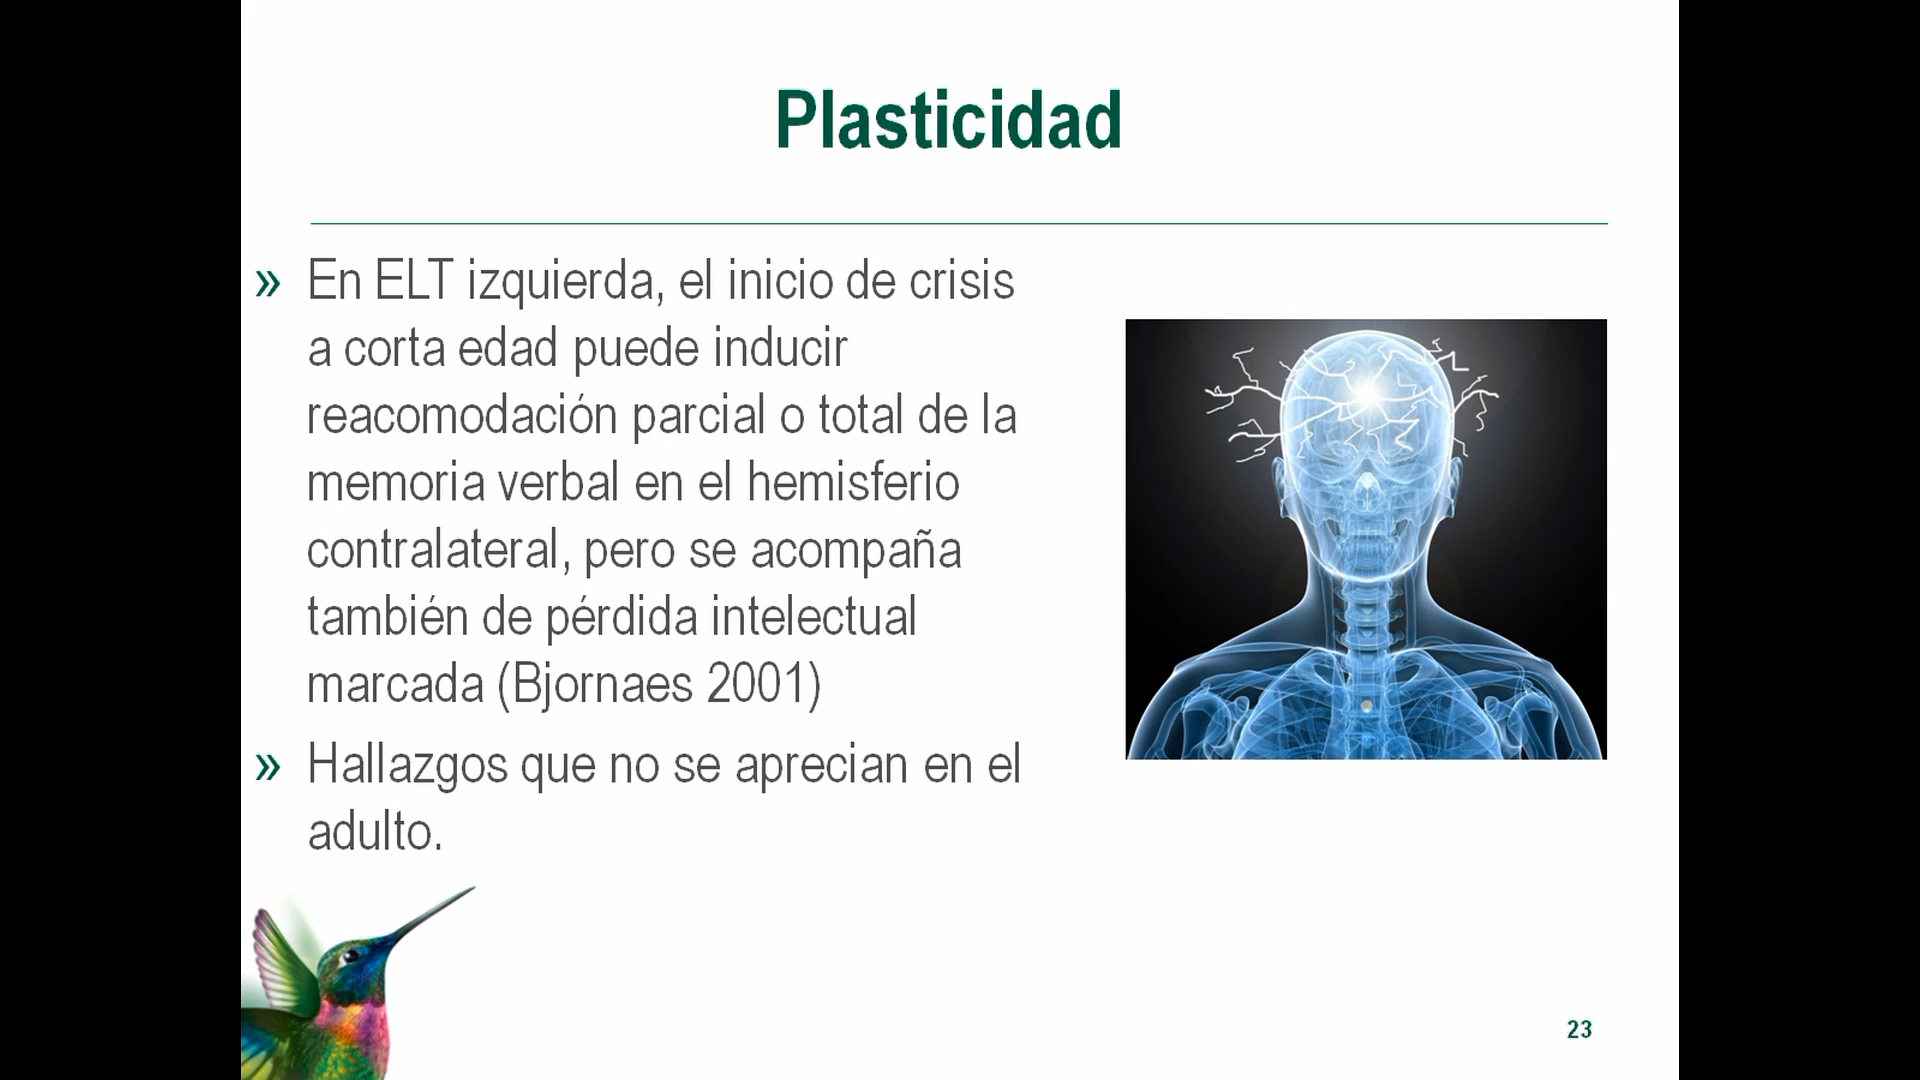 Plasticidad
» En ELT izquierda, el inicio de crisis
a corta edad puede inducir
reacomodación parcial o total de la
memoria verbal en el hemisferio
contralateral, pero se acompaña
también de pérdida intelectual
marcada (Bjornaes 2001)
» Hallazgos que no se aprecian en el
adulto.
23